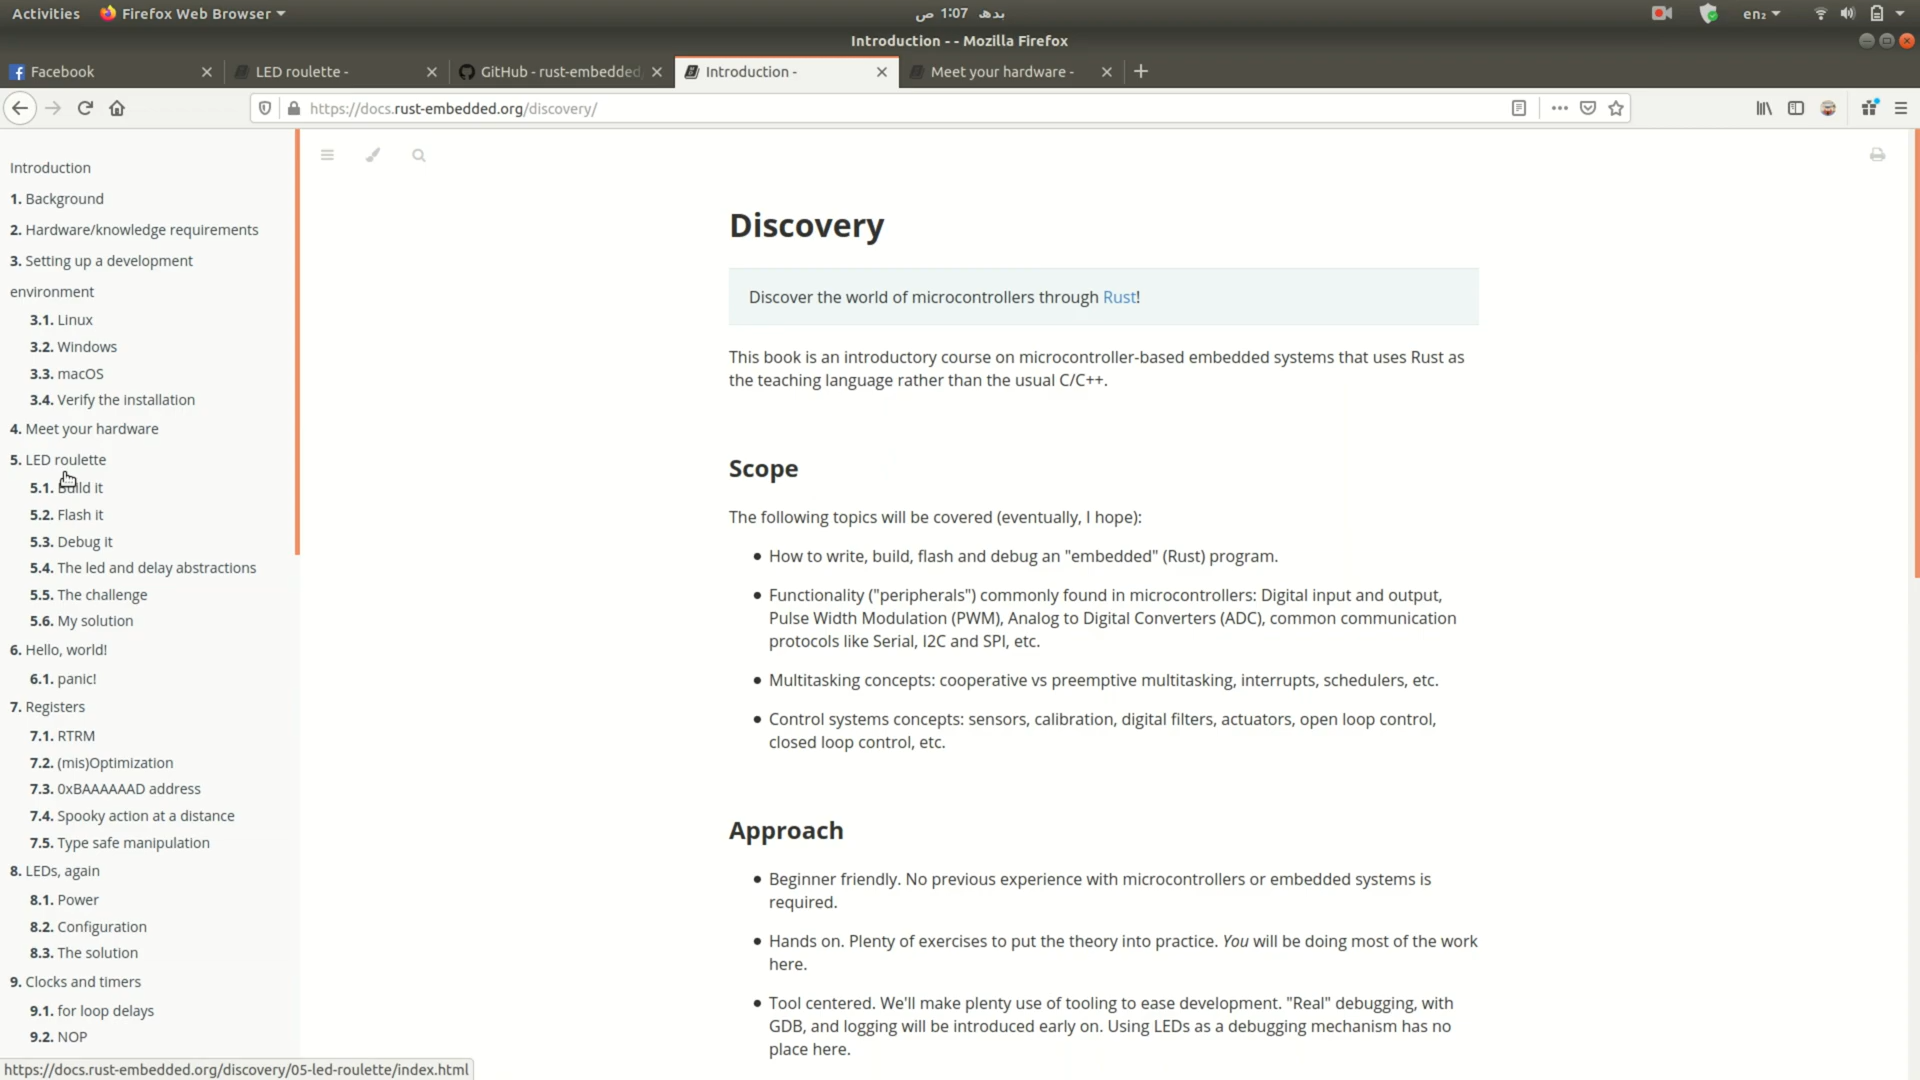 Activities Firefox Web Browser بدھ 1:07 ص en₂
Introduction - - Mozilla Firefox
Facebook LED roulette - GitHub - rust-embedded Introduction - Meet your hardware -
https://docs.rust-embedded.org/discovery/
Introduction
1. Background
2. Hardware/knowledge requirements
3. Setting up a development
environment
3.1. Linux
3.2. Windows
3.3. macOS
3.4. Verify the installation
4. Meet your hardware
5. LED roulette
5.1. Build it
5.2. Flash it
5.3. Debug it
5.4. The led and delay abstractions
5.5. The challenge
5.6. My solution
6. Hello, world!
6.1. panic!
7. Registers
7.1. RTRM
7.2. (mis)Optimization
7.3. 0xBAAAAAAD address
7.4. Spooky action at a distance
7.5. Type safe manipulation
8. LEDs, again
8.1. Power
8.2. Configuration
8.3. The solution
9. Clocks and timers
9.1. for loop delays
9.2. NOP
https://docs.rust-embedded.org/discovery/05-led-roulette/index.html
Discovery
Discover the world of microcontrollers through Rust!
This book is an introductory course on microcontroller-based embedded systems that uses Rust as
the teaching language rather than the usual C/C++.
Scope
The following topics will be covered (eventually, I hope):
• How to write, build, flash and debug an "embedded" (Rust) program.
• Functionality ("peripherals") commonly found in microcontrollers: Digital input and output,
Pulse Width Modulation (PWM), Analog to Digital Converters (ADC), common communication
protocols like Serial, I2C and SPI, etc.
• Multitasking concepts: cooperative vs preemptive multitasking, interrupts, schedulers, etc.
• Control systems concepts: sensors, calibration, digital filters, actuators, open loop control,
closed loop control, etc.
Approach
• Beginner friendly. No previous experience with microcontrollers or embedded systems is
required.
• Hands on. Plenty of exercises to put the theory into practice. You will be doing most of the work
here.
• Tool centered. We'll make plenty use of tooling to ease development. "Real" debugging, with
GDB, and logging will be introduced early on. Using LEDs as a debugging mechanism has no
place here.